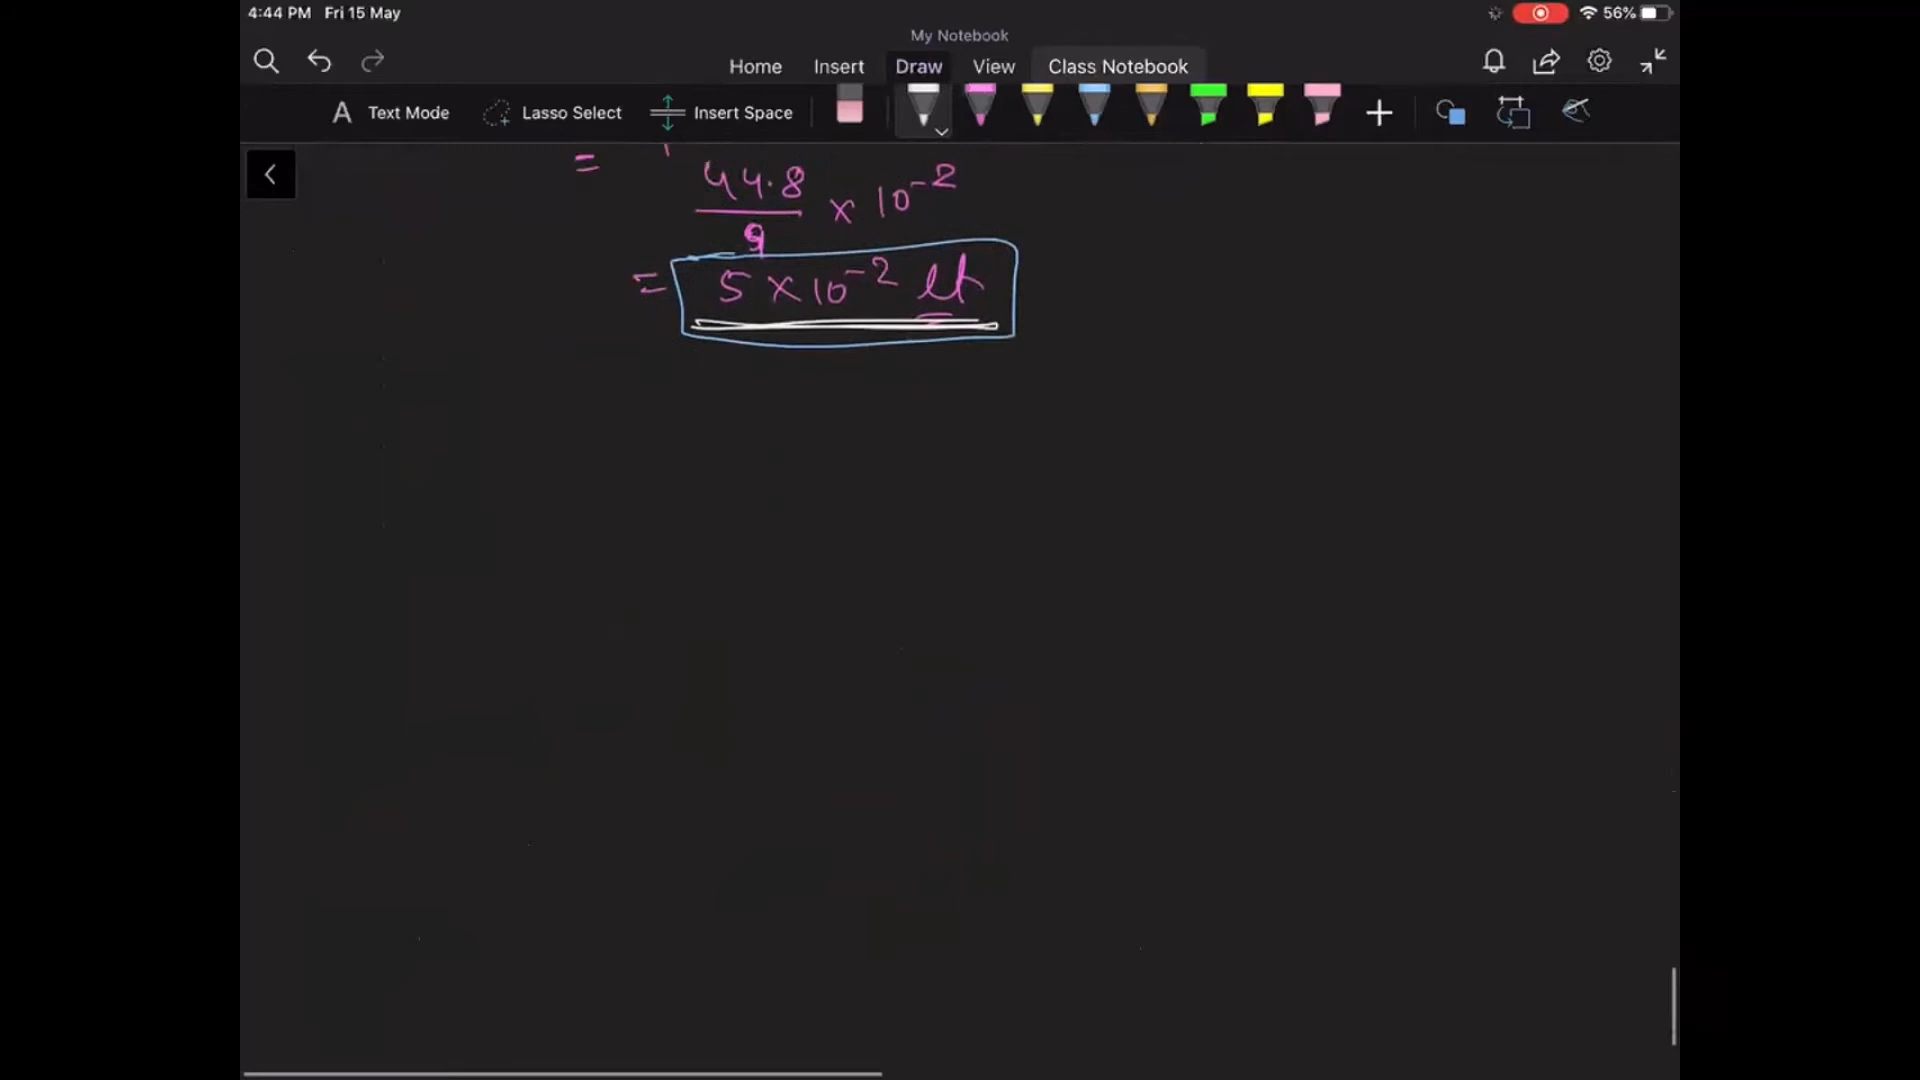 4:44 PM Fri 15 May
56%
My Notebook
Home Insert Draw View Class Notebook
A Text Mode Lasso Select Insert Space
=
44.8
9
× 10⁻²
= 5 × 10⁻² lt